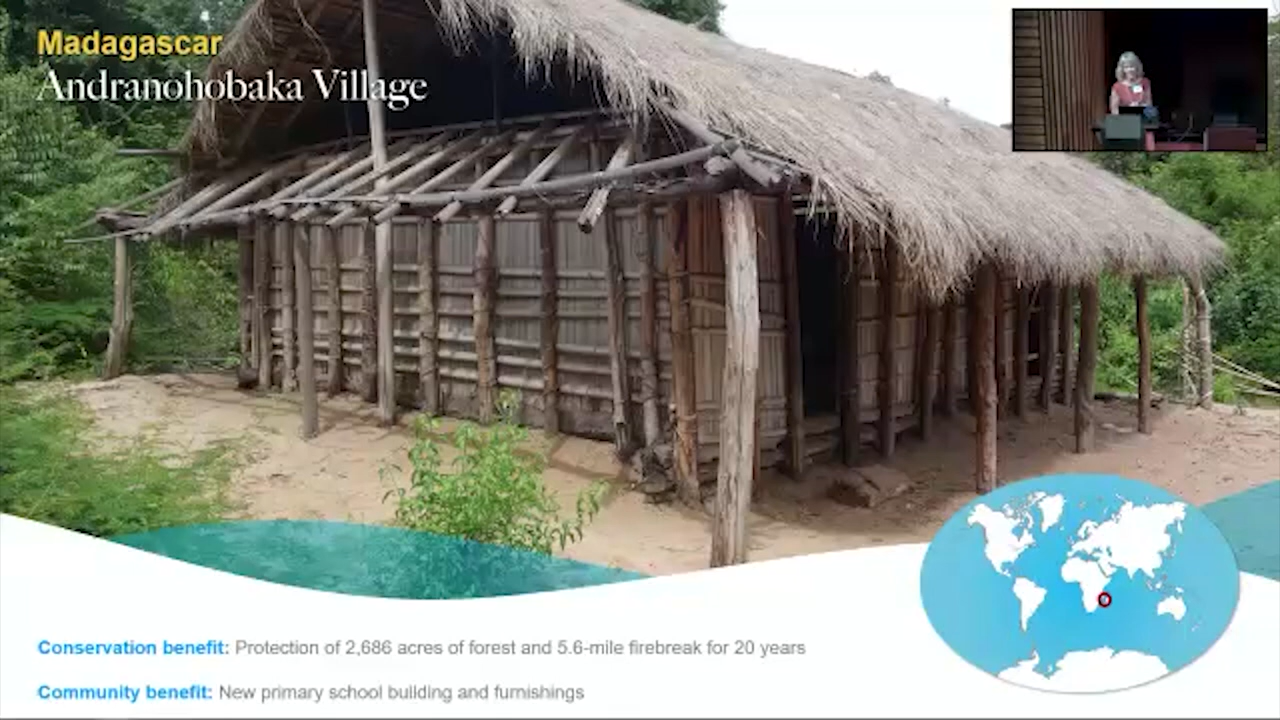 Madagascar
Andranohobaka Village
Conservation benefit: Protection of 2,686 acres of forest and 5.6-mile firebreak for 20 years
Community benefit: New primary school building and furnishings